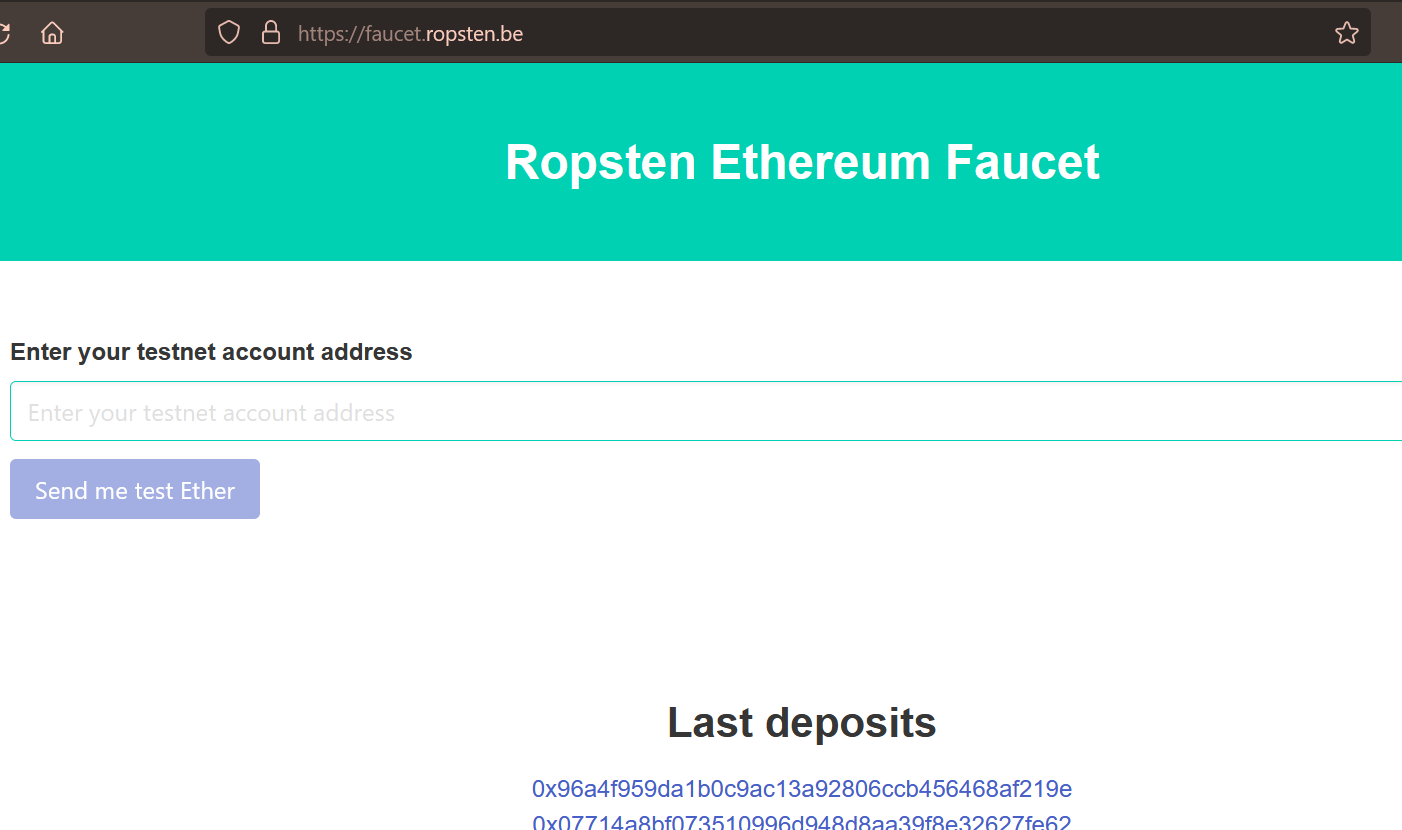 https://faucet.ropsten.be
Ropsten Ethereum Faucet
Enter your testnet account address
Enter your testnet account address
Send me test Ether
Last deposits
0x96a4f959da1b0c9ac13a92806ccb456468af219e
0x07714a8bf073510996d948d8aa39f8e32627fe62